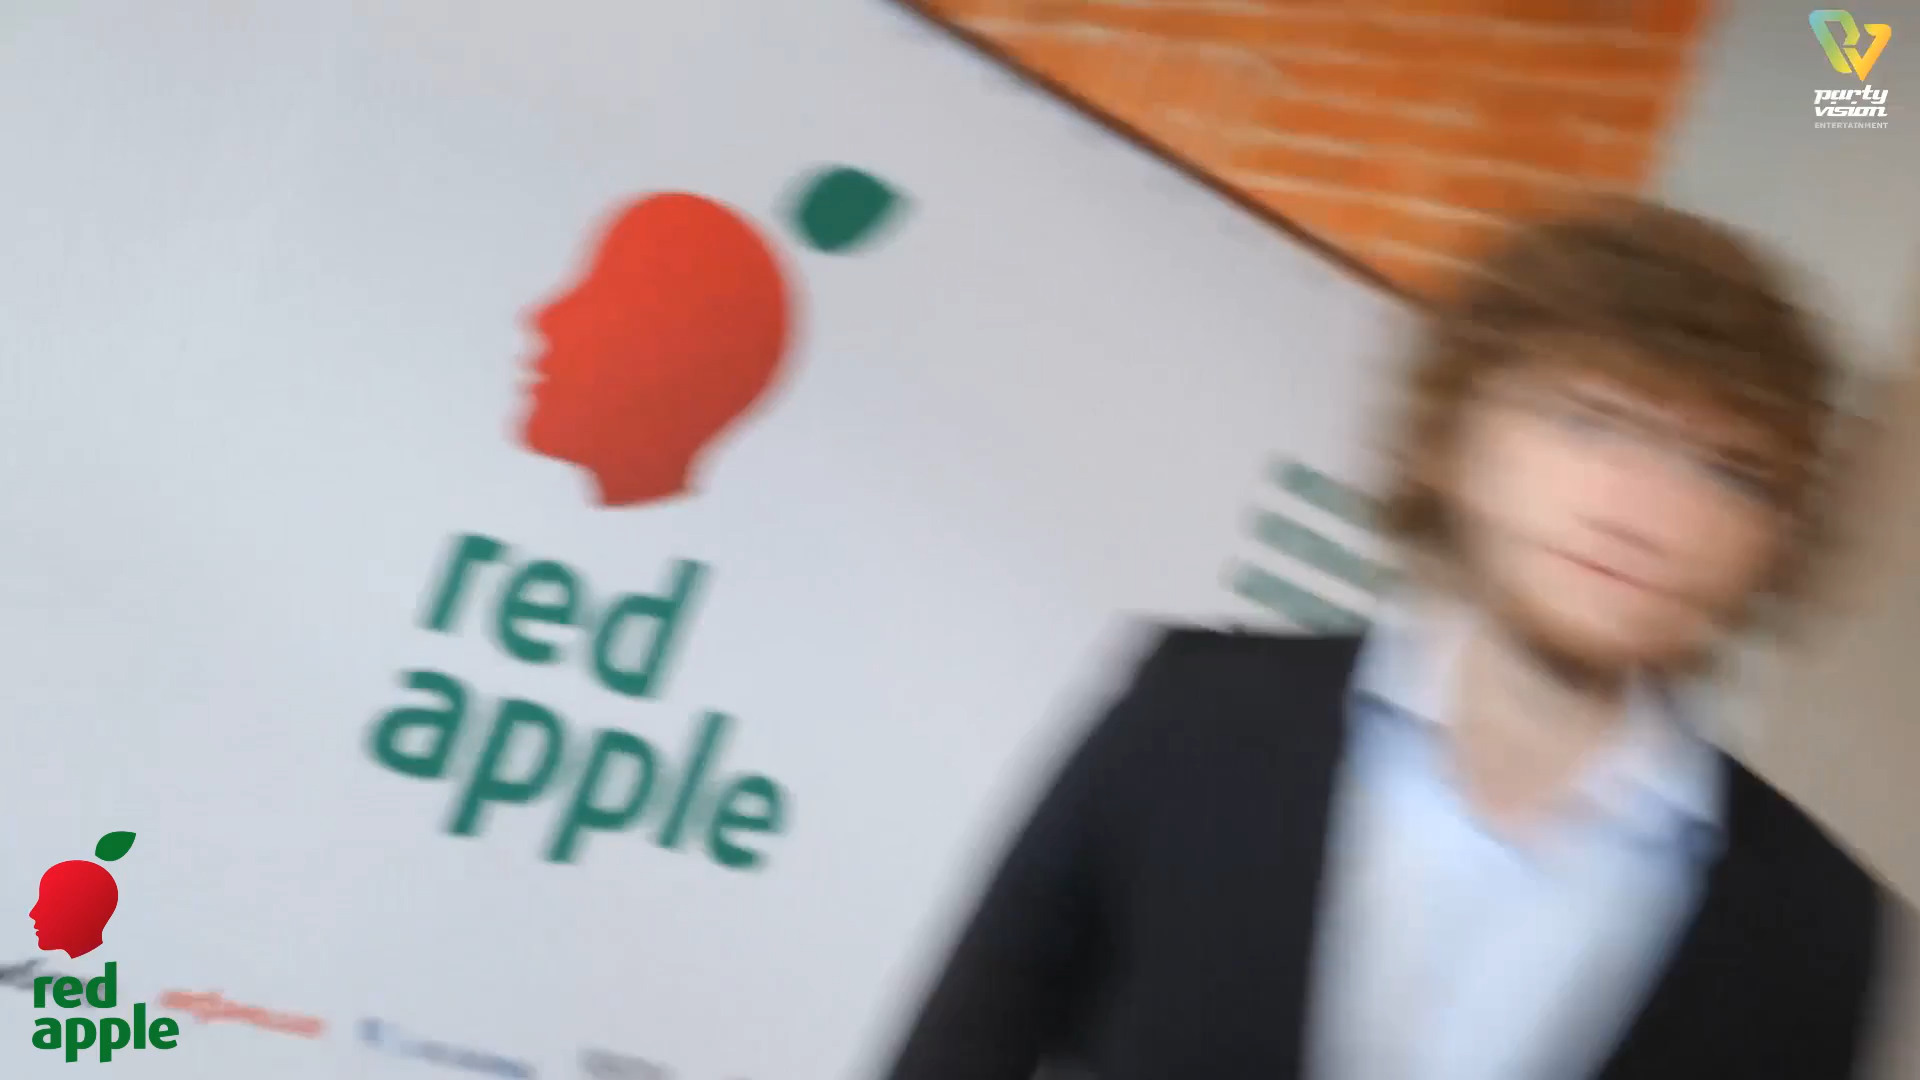 party
vision
ENTERTAINMENT
red
apple
red
apple